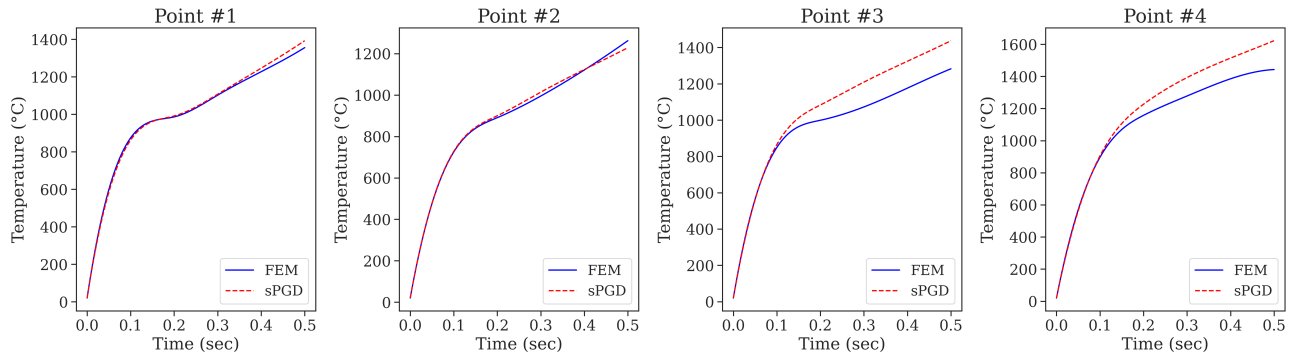 Point #1
Temperature (°C)
1400
1200
1000
800
600
400
200
0
FEM
sPGD
0.0 0.1 0.2 0.3 0.4 0.5
Time (sec)
Point #2
Temperature (°C)
1200
1000
800
600
400
200
0
FEM
sPGD
0.0 0.1 0.2 0.3 0.4 0.5
Time (sec)
Point #3
Temperature (°C)
1400
1200
1000
800
600
400
200
0
FEM
sPGD
0.0 0.1 0.2 0.3 0.4 0.5
Time (sec)
Point #4
Temperature (°C)
1600
1400
1200
1000
800
600
400
200
0
FEM
sPGD
0.0 0.1 0.2 0.3 0.4 0.5
Time (sec)